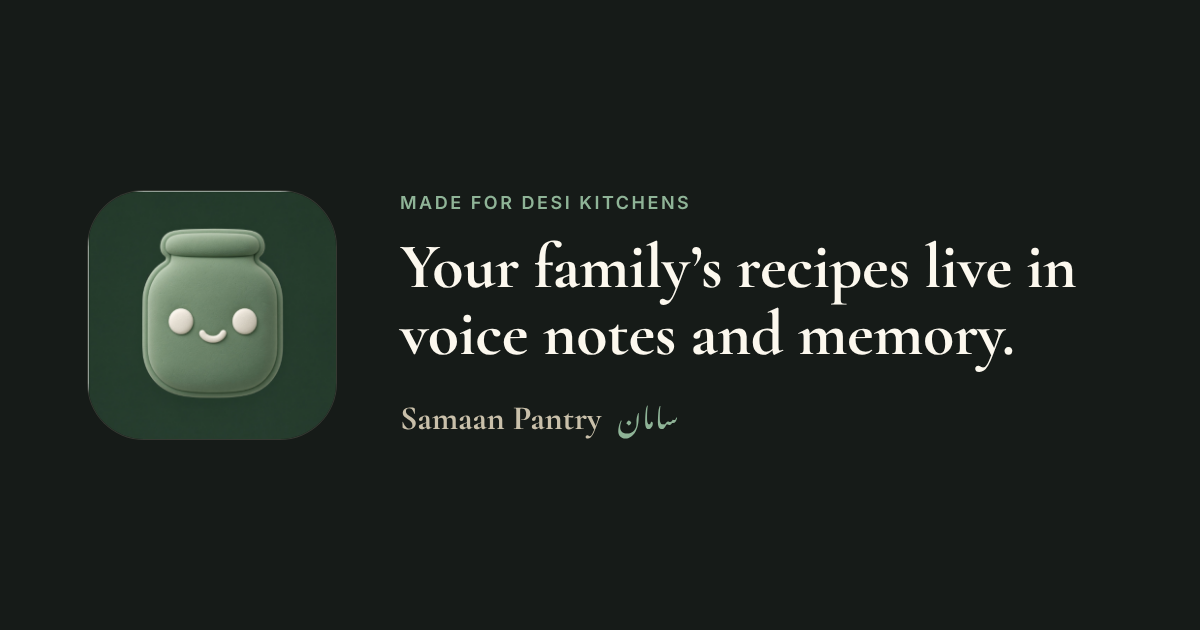 MADE FOR DESI KITCHENS
Your family’s recipes live in
voice notes and memory.
Samaan Pantry سامان